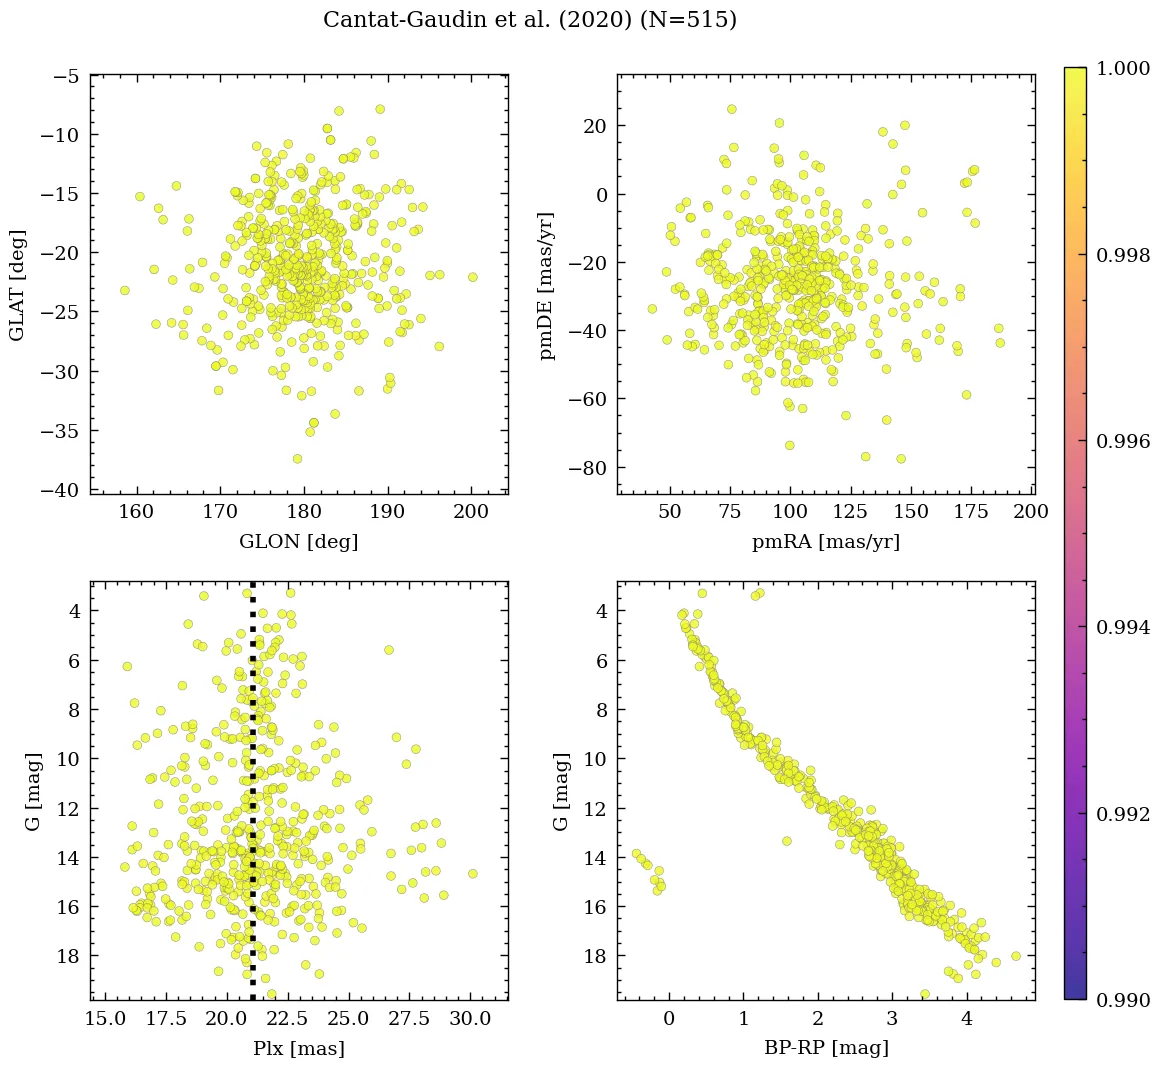 Cantat-Gaudin et al. (2020) (N=515)
−5
−10
−15
−20
−25
−30
−35
−40
GLAT [deg]
160 170 180 190 200
GLON [deg]
20
0
−20
−40
−60
−80
pmDE [mas/yr]
50 75 100 125 150 175 200
pmRA [mas/yr]
4
6
8
10
12
14
16
18
G [mag]
15.0 17.5 20.0 22.5 25.0 27.5 30.0
Plx [mas]
4
6
8
10
12
14
16
18
G [mag]
0 1 2 3 4
BP-RP [mag]
1.000
0.998
0.996
0.994
0.992
0.990